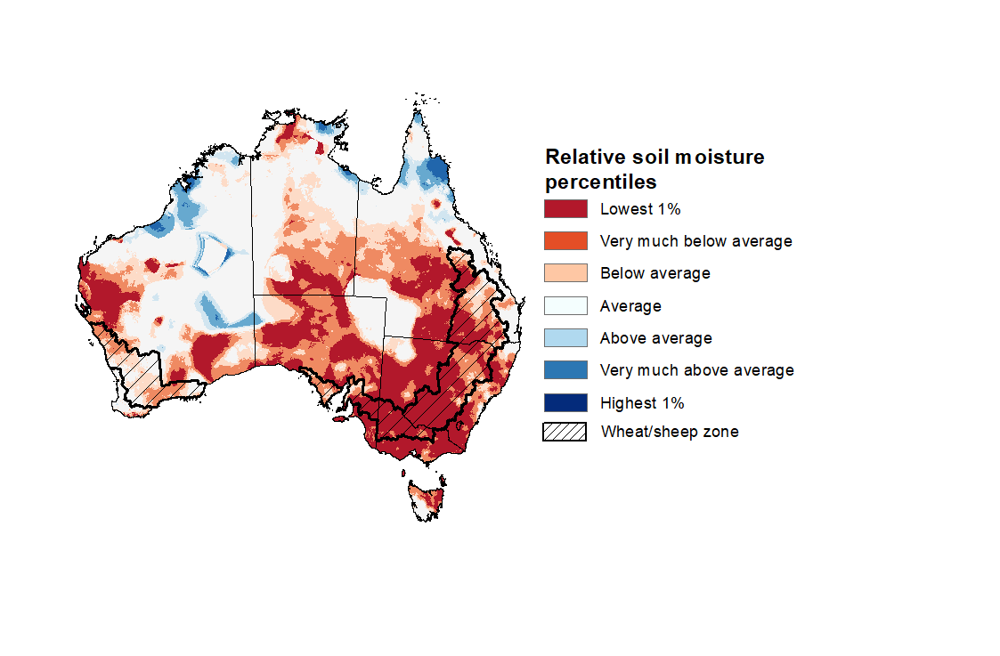 Relative soil moisture
percentiles
Lowest 1%
Very much below average
Below average
Average
Above average
Very much above average
Highest 1%
Wheat/sheep zone